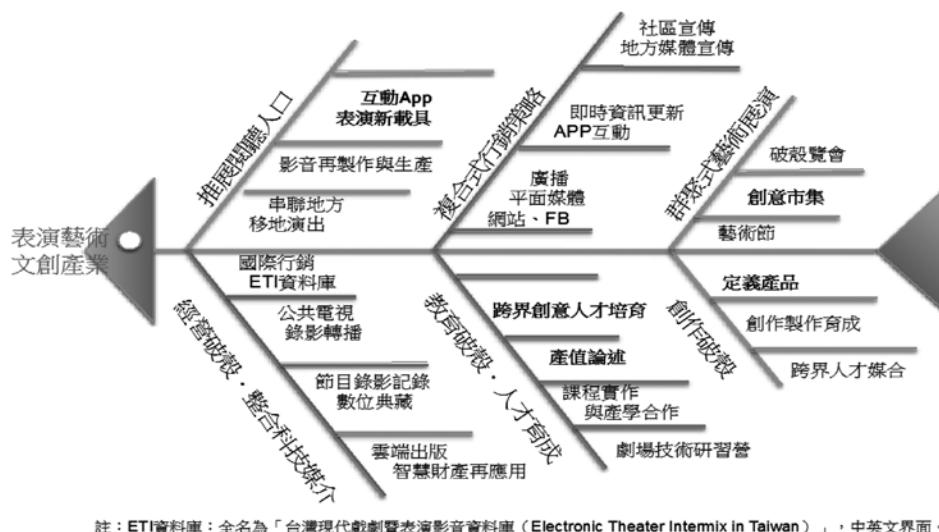 表演藝術
文創產業
推展閱聽人口
互動App
表演新載具
影音再製作與生產
串聯地方
移地演出
複合式行銷策略
社區宣傳
地方媒體宣傳
即時資訊更新
APP互動
廣播
平面媒體
網站、FB
群聚式藝術展演
破殼覽會
創意市集
藝術節
經營破殼．整合科技媒介
國際行銷
ETI資料庫
公共電視
錄影轉播
節目錄影記錄
數位典藏
雲端出版
智慧財產再應用
教育破殼．人才育成
跨界創意人才培育
產值論述
課程實作
與產學合作
劇場技術研習營
創作破殼
定義產品
創作製作育成
跨界人才媒合
註：ETI資料庫：全名為「台灣現代戲劇暨表演影音資料庫（Electronic Theater Intermix in Taiwan）」，中英文界面，